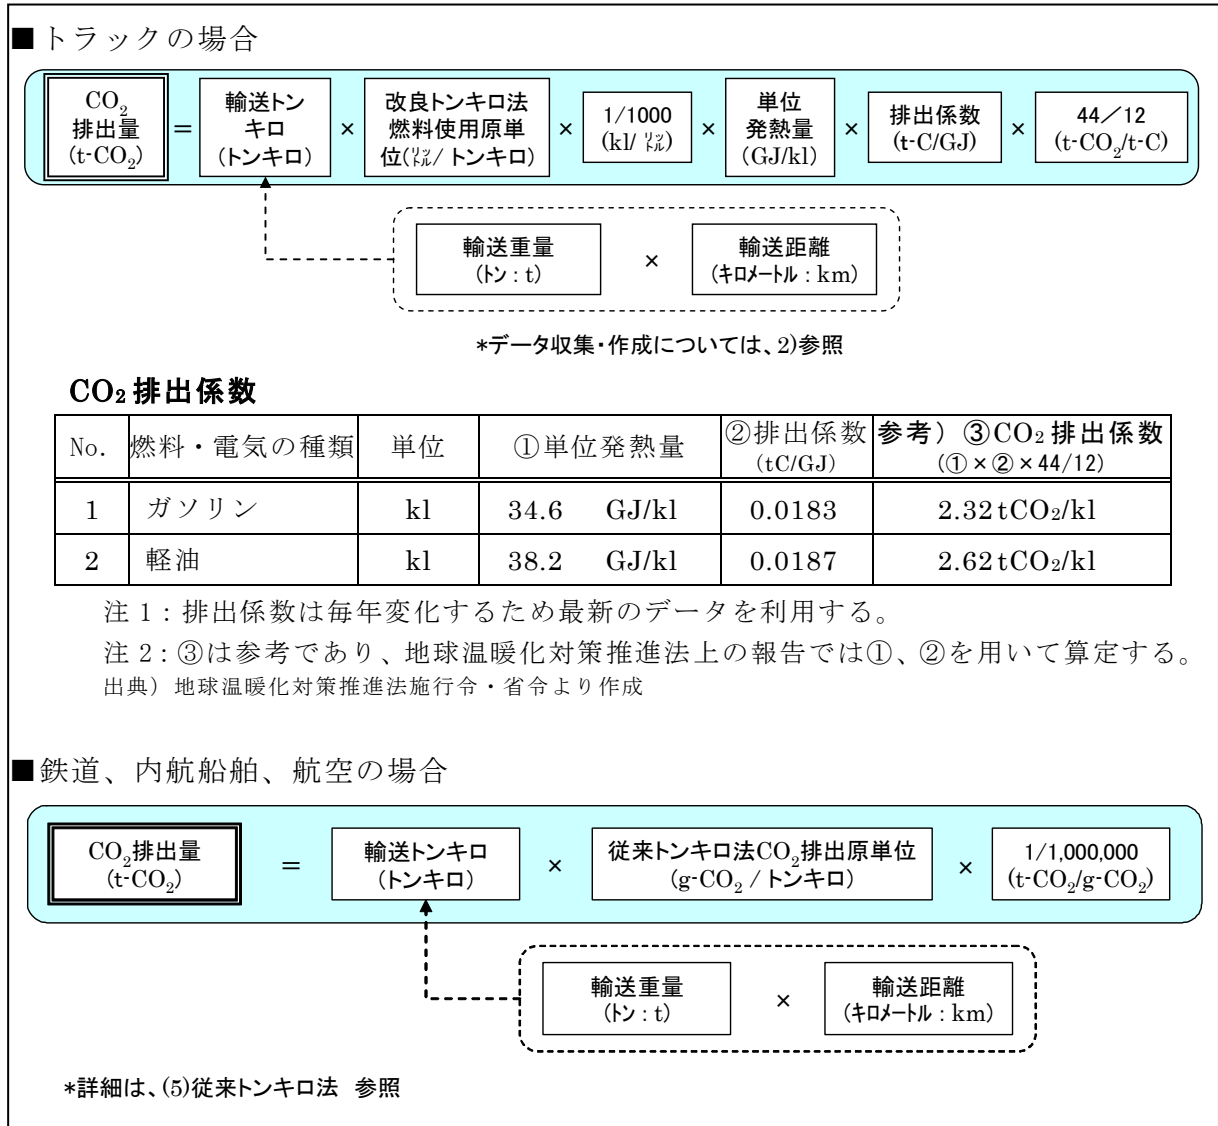 ■トラックの場合
CO2排出量(t-CO2) = 輸送トンキロ(トンキロ) × 改良トンキロ法燃料使用原単位(㍑/トンキロ) × 1/1000(kl/㍑) × 単位発熱量(GJ/kl) × 排出係数(t-C/GJ) × 44／12(t-CO2/t-C)
輸送重量(トン：t) × 輸送距離(キロメートル：km)
*データ収集・作成については、2)参照
CO2排出係数
No. 燃料・電気の種類 単位 ①単位発熱量 ②排出係数(tC/GJ) 参考）③CO2排出係数(①×②×44/12)
1 ガソリン kl 34.6 GJ/kl 0.0183 2.32tCO2/kl
2 軽油 kl 38.2 GJ/kl 0.0187 2.62tCO2/kl
注1：排出係数は毎年変化するため最新のデータを利用する。
注2：③は参考であり、地球温暖化対策推進法上の報告では①、②を用いて算定する。
出典）地球温暖化対策推進法施行令・省令より作成
■鉄道、内航船舶、航空の場合
CO2排出量(t-CO2) = 輸送トンキロ(トンキロ) × 従来トンキロ法CO2排出原単位(g-CO2/トンキロ) × 1/1,000,000(t-CO2/g-CO2)
輸送重量(トン：t) × 輸送距離(キロメートル：km)
*詳細は、(5)従来トンキロ法 参照